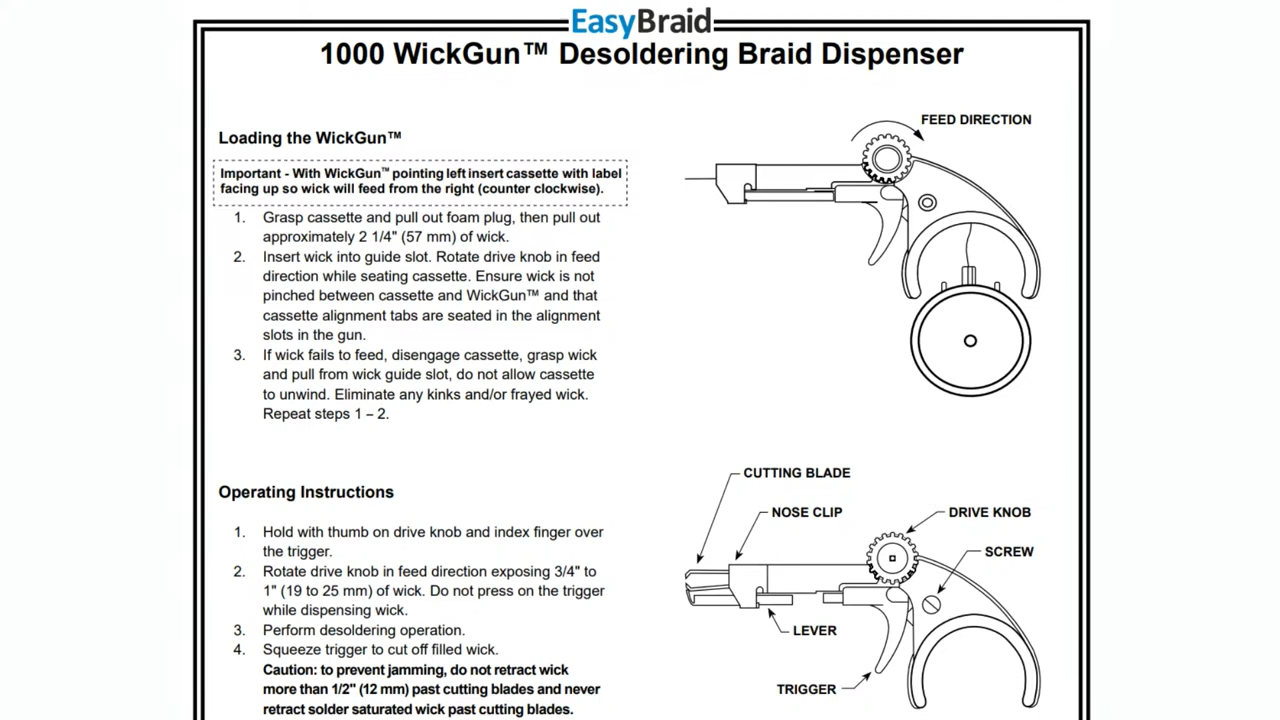 EasyBraid
1000 WickGun™ Desoldering Braid Dispenser
Loading the WickGun™
Important - With WickGun™ pointing left insert cassette with label
facing up so wick will feed from the right (counter clockwise).
1. Grasp cassette and pull out foam plug, then pull out
approximately 2 1/4" (57 mm) of wick.
2. Insert wick into guide slot. Rotate drive knob in feed
direction while seating cassette. Ensure wick is not
pinched between cassette and WickGun™ and that
cassette alignment tabs are seated in the alignment
slots in the gun.
3. If wick fails to feed, disengage cassette, grasp wick
and pull from wick guide slot, do not allow cassette
to unwind. Eliminate any kinks and/or frayed wick.
Repeat steps 1 – 2.
FEED DIRECTION
Operating Instructions
1. Hold with thumb on drive knob and index finger over
the trigger.
2. Rotate drive knob in feed direction exposing 3/4" to
1" (19 to 25 mm) of wick. Do not press on the trigger
while dispensing wick.
3. Perform desoldering operation.
4. Squeeze trigger to cut off filled wick.
Caution: to prevent jamming, do not retract wick
more than 1/2" (12 mm) past cutting blades and never
retract solder saturated wick past cutting blades.
CUTTING BLADE
NOSE CLIP
DRIVE KNOB
SCREW
LEVER
TRIGGER